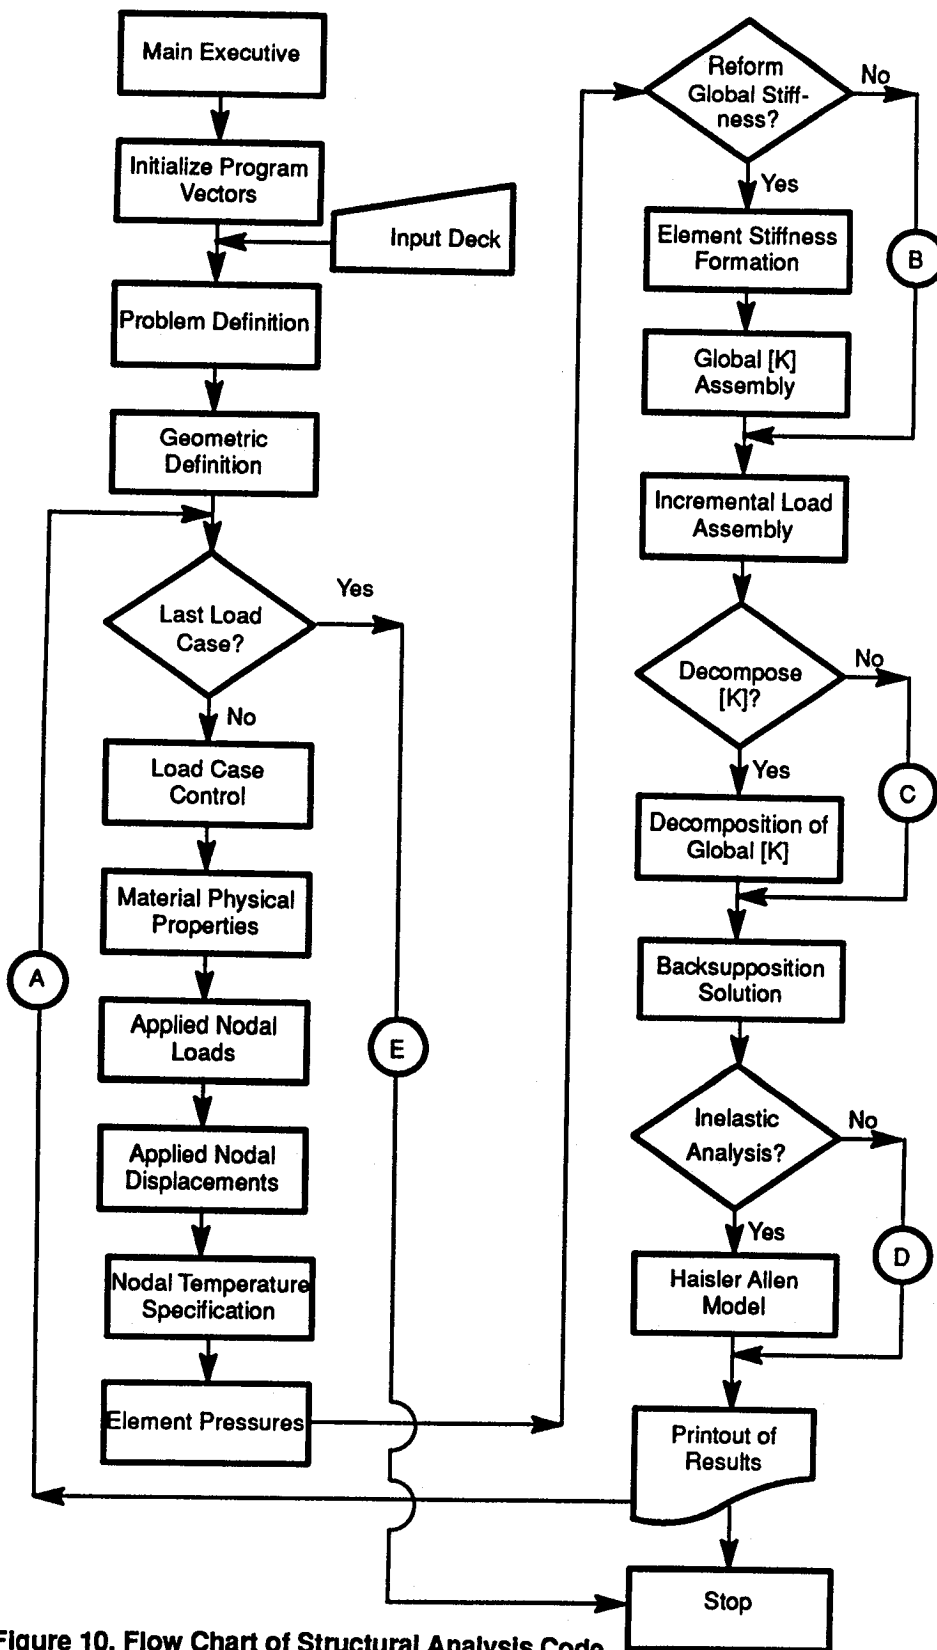 Main Executive
Initialize Program
Vectors
Input Deck
Problem Definition
Geometric
Definition
Last Load
Case?
Yes
No
Load Case
Control
Material Physical
Properties
A
Applied Nodal
Loads
E
Applied Nodal
Displacements
Nodal Temperature
Specification
Element Pressures
Reform
Global Stiff-
ness?
No
Yes
Element Stiffness
Formation
B
Global [K]
Assembly
Incremental Load
Assembly
Decompose
[K]?
No
Yes
C
Decomposition of
Global [K]
Backsupposition
Solution
Inelastic
Analysis?
No
Yes
D
Haisler Allen
Model
Printout of
Results
Stop
Figure 10. Flow Chart of Structural Analysis Code